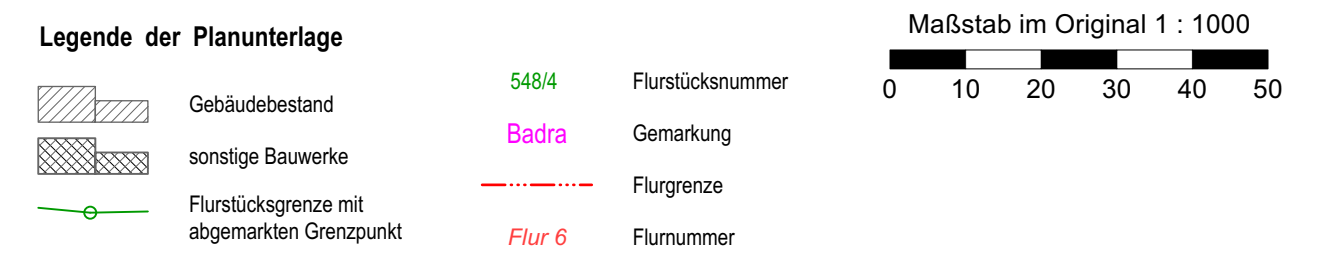 Legende der Planunterlage
Gebäudebestand
sonstige Bauwerke
Flurstücksgrenze mit
abgemarkten Grenzpunkt
548/4 Flurstücksnummer
Badra Gemarkung
Flurgrenze
Flur 6 Flurnummer
Maßstab im Original 1 : 1000
0 10 20 30 40 50